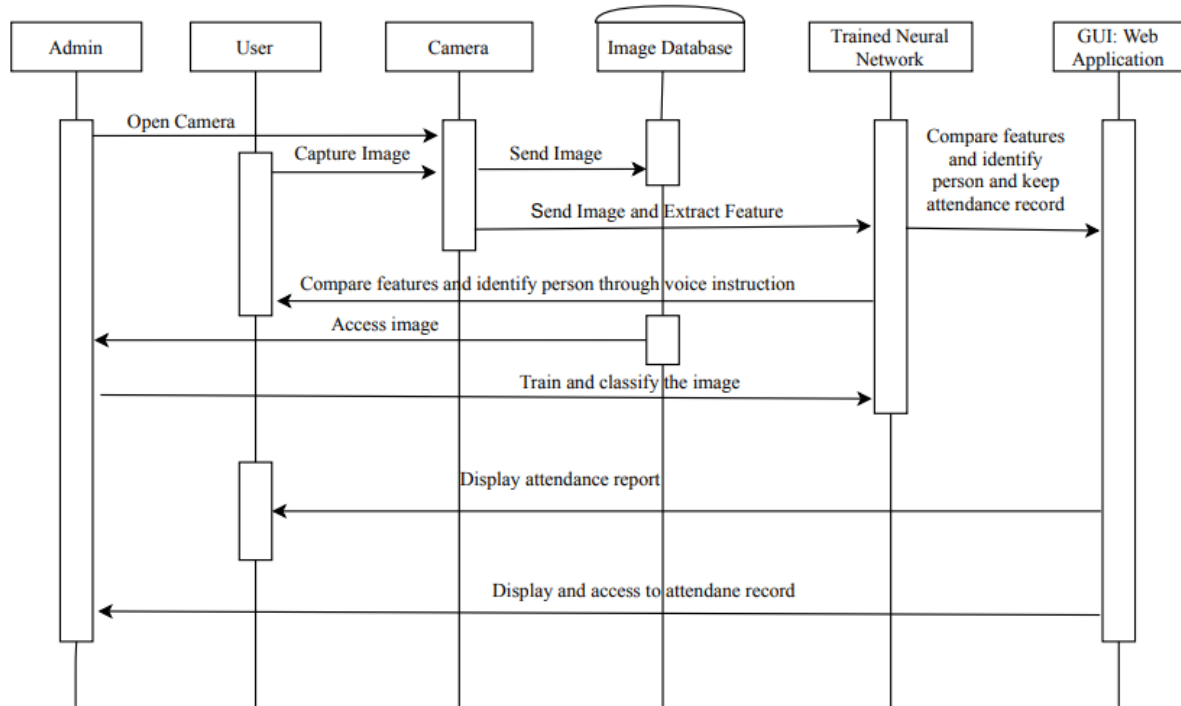 Admin
User
Camera
Image Database
Trained Neural
Network
GUI: Web
Application
Open Camera
Capture Image
Send Image
Compare features
and identify
person and keep
attendance record
Send Image and Extract Feature
Compare features and identify person through voice instruction
Access image
Train and classify the image
Display attendance report
Display and access to attendane record